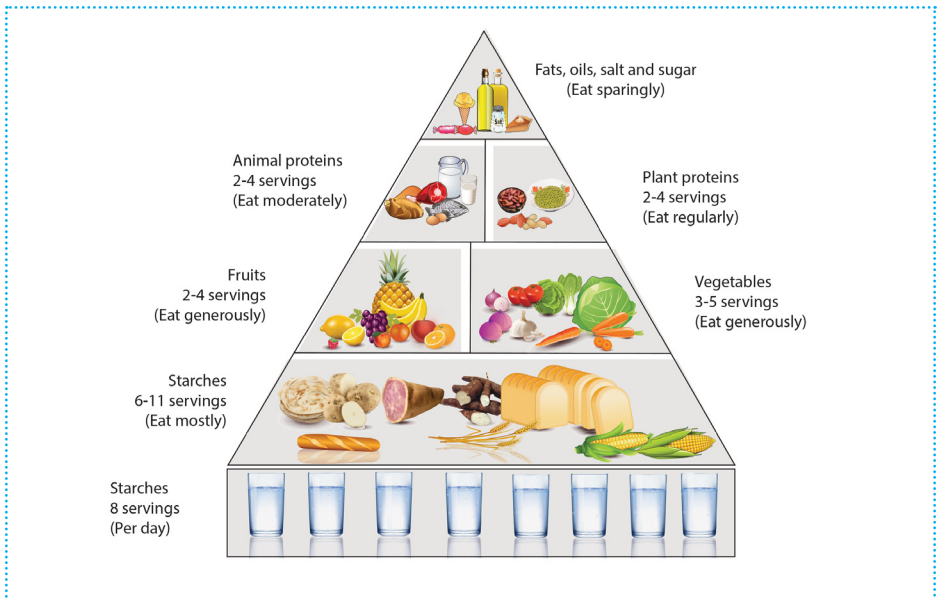 Fats, oils, salt and sugar
(Eat sparingly)
Animal proteins
2-4 servings
(Eat moderately)
Plant proteins
2-4 servings
(Eat regularly)
Fruits
2-4 servings
(Eat generously)
Vegetables
3-5 servings
(Eat generously)
Starches
6-11 servings
(Eat mostly)
Starches
8 servings
(Per day)